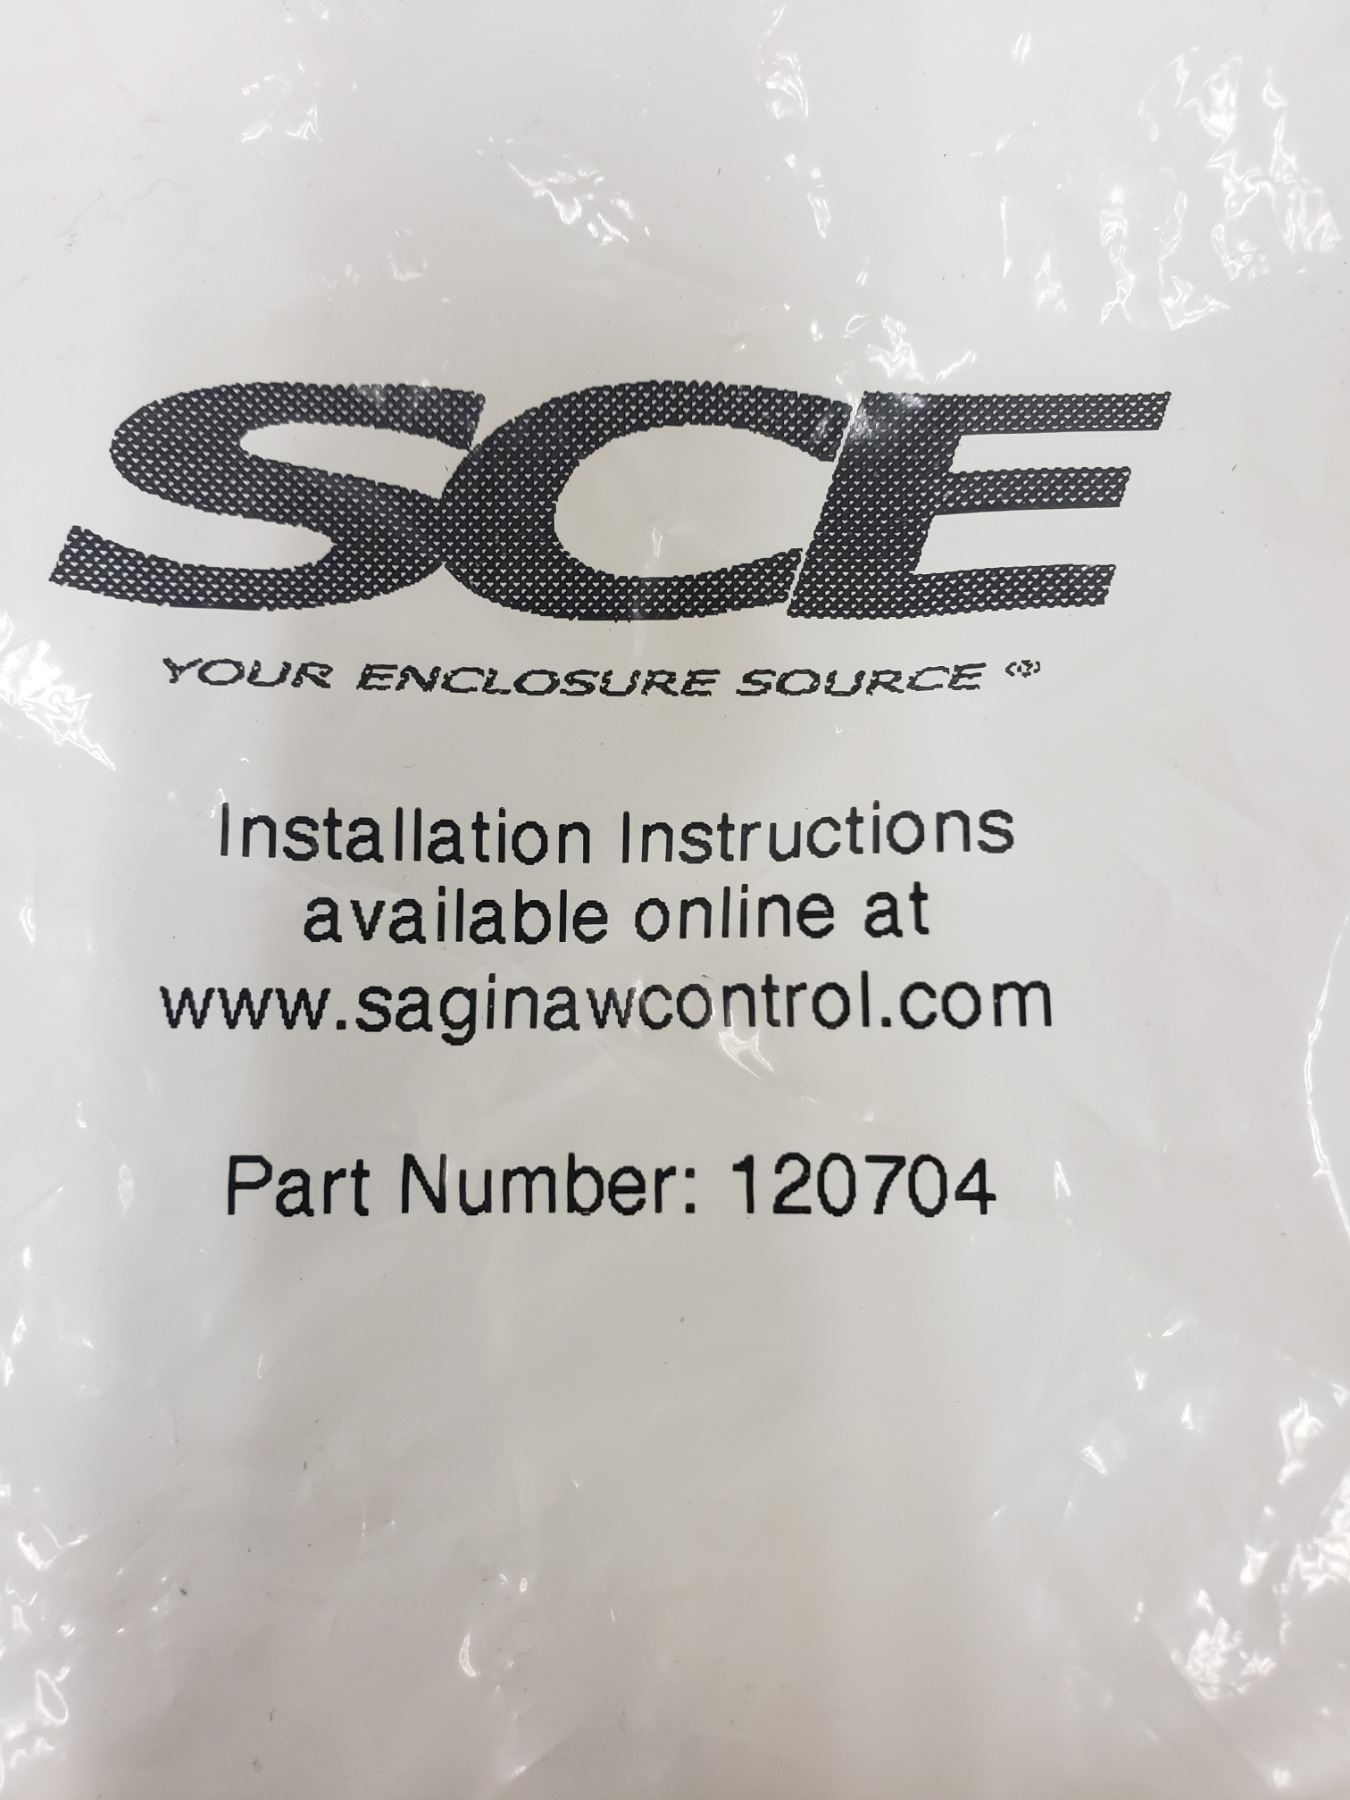 SCE
YOUR ENCLOSURE SOURCE ®
Installation Instructions
available online at
www.saginawcontrol.com
Part Number: 120704